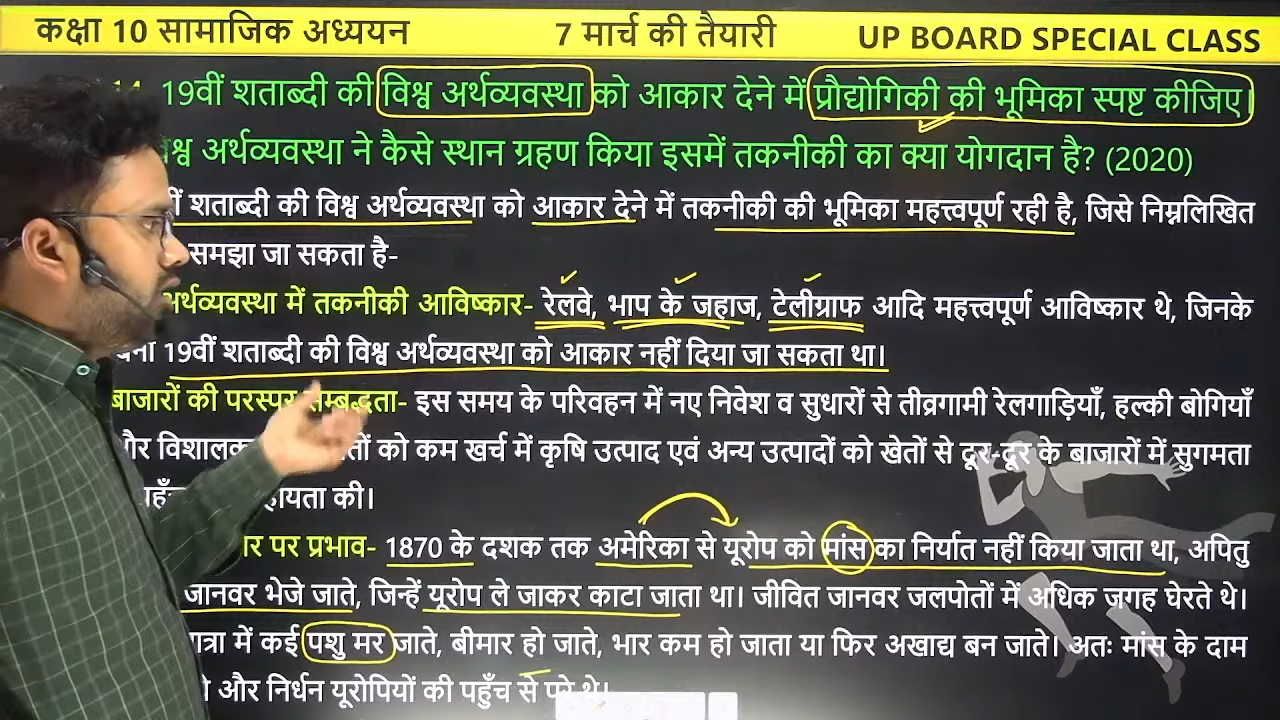 कक्षा 10 सामाजिक अध्ययन 7 मार्च की तैयारी UP BOARD SPECIAL CLASS
19वीं शताब्दी की विश्व अर्थव्यवस्था को आकार देने में प्रौद्योगिकी की भूमिका स्पष्ट कीजिए।
अर्थव्यवस्था ने कैसे स्थान ग्रहण किया इसमें तकनीकी का क्या योगदान है? (2020)
शताब्दी की विश्व अर्थव्यवस्था को आकार देने में तकनीकी की भूमिका महत्त्वपूर्ण रही है, जिसे निम्नलिखित
समझा जा सकता है-
अर्थव्यवस्था में तकनीकी आविष्कार- रेलवे, भाप के जहाज, टेलीग्राफ आदि महत्त्वपूर्ण आविष्कार थे, जिनके
19वीं शताब्दी की विश्व अर्थव्यवस्था को आकार नहीं दिया जा सकता था।
बाजारों की परस्पर सम्बद्धता- इस समय के परिवहन में नए निवेश व सुधारों से तीव्रगामी रेलगाड़ियाँ, हल्की बोगियाँ
को कम खर्च में कृषि उत्पाद एवं अन्य उत्पादों को खेतों से दूर-दूर के बाजारों में सुगमता
की।
पर प्रभाव- 1870 के दशक तक अमेरिका से यूरोप को मांस का निर्यात नहीं किया जाता था, अपितु
जानवर भेजे जाते, जिन्हें यूरोप ले जाकर काटा जाता था। जीवित जानवर जलपोतों में अधिक जगह घेरते थे।
में कई पशु मर जाते, बीमार हो जाते, भार कम हो जाता या फिर अखाद्य बन जाते। अतः मांस के दाम
और निर्धन यूरोपियों की पहुँच से परे थे।